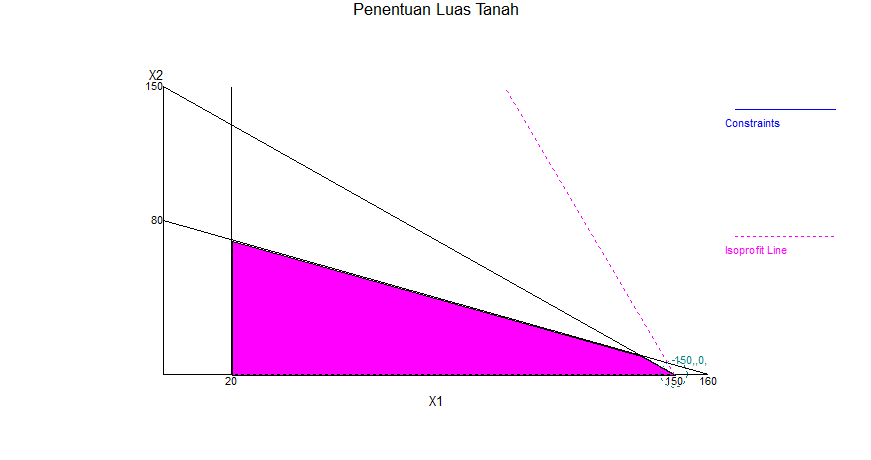 Penentuan Luas Tanah
X2
150
Constraints
80
Isoprofit Line
-150,,0,
20
150
160
X1